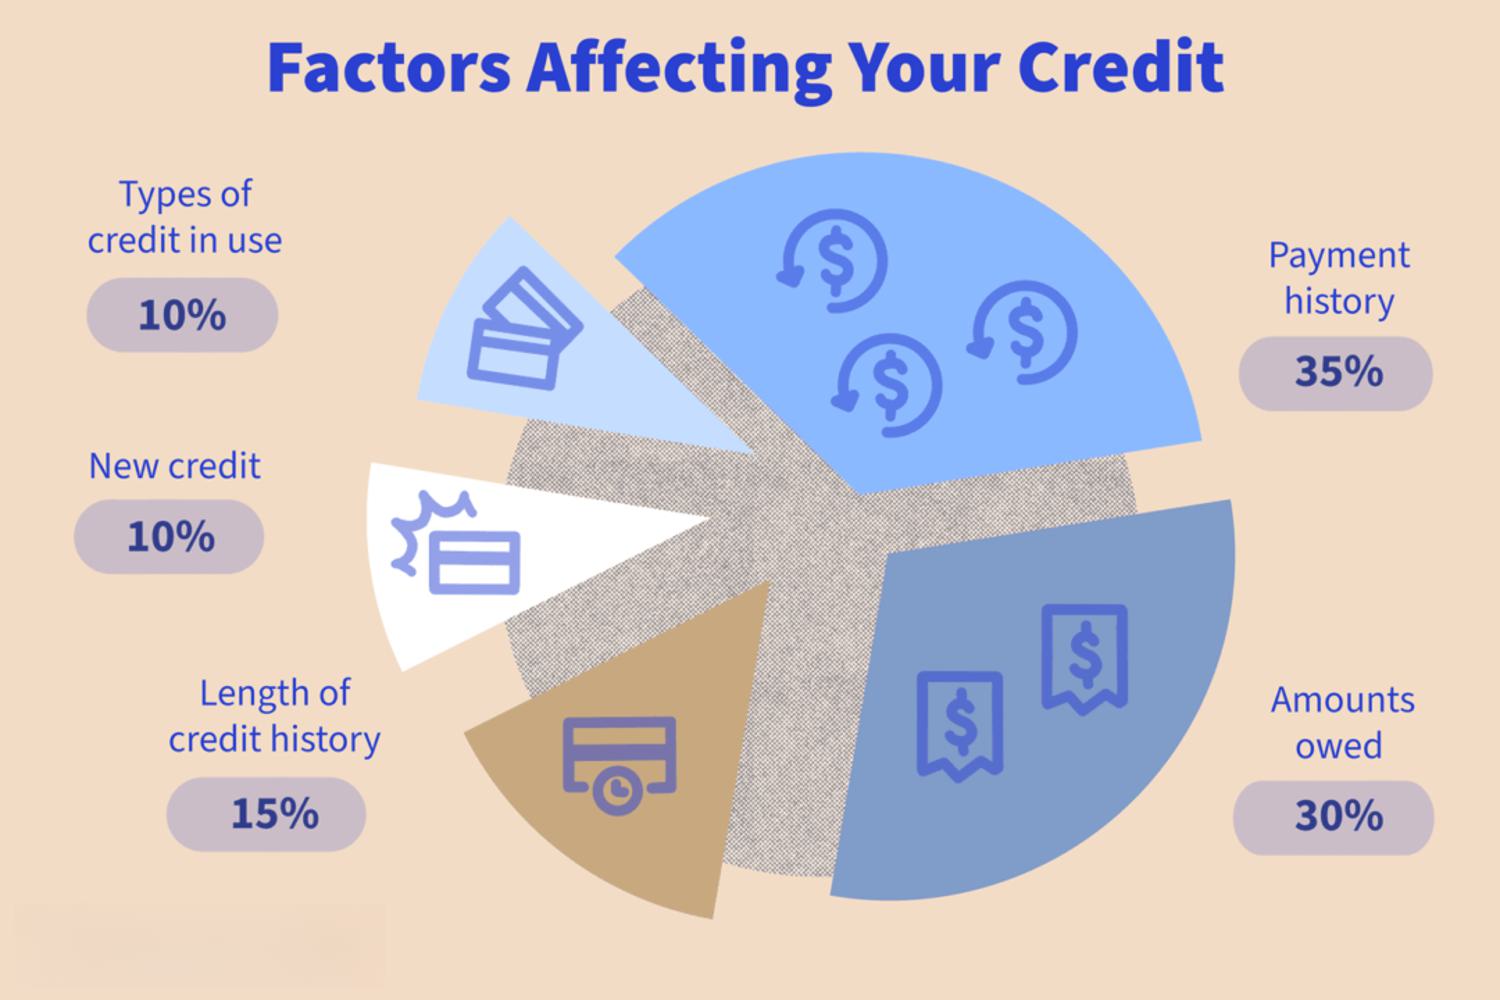 Factors Affecting Your Credit
Types of
credit in use
10%
New credit
10%
Length of
credit history
15%
Payment
history
35%
Amounts
owed
30%
$
$
$
$
$